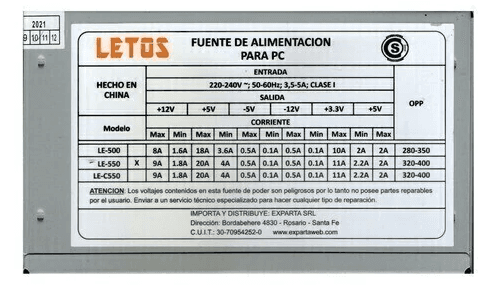 2021
9 10 11 12
LETOS
FUENTE DE ALIMENTACION
PARA PC
S
HECHO EN
CHINA
ENTRADA
220-240V ~; 50-60Hz; 3,5-5A; CLASE I
SALIDA
OPP
+12V +5V -5V -12V +3.3V +5V
Modelo
CORRIENTE
Max Min Max Min Max Min Max Min Max Min Max
LE-500 8A 1.6A 18A 3.6A 0.5A 0.1A 0.5A 0.1A 10A 2A 2A 280-350
LE-550 X 9A 1.8A 20A 4A 0.5A 0.1A 0.5A 0.1A 11A 2.2A 2A 320-400
LE-C550 9A 1.8A 20A 4A 0.5A 0.1A 0.5A 0.1A 11A 2.2A 2A 320-400
ATENCION: Los voltajes contenidos en esta fuente de poder son peligrosos por lo tanto no posee partes reparables
por el usuario. Enviar a un servicio técnico especializado para hacer cualquier tipo de reparación.
IMPORTA Y DISTRIBUYE: EXPARTA SRL
Dirección: Bordabehere 4830 - Rosario - Santa Fe
C.U.I.T.: 30-70954252-0 www.expartaweb.com